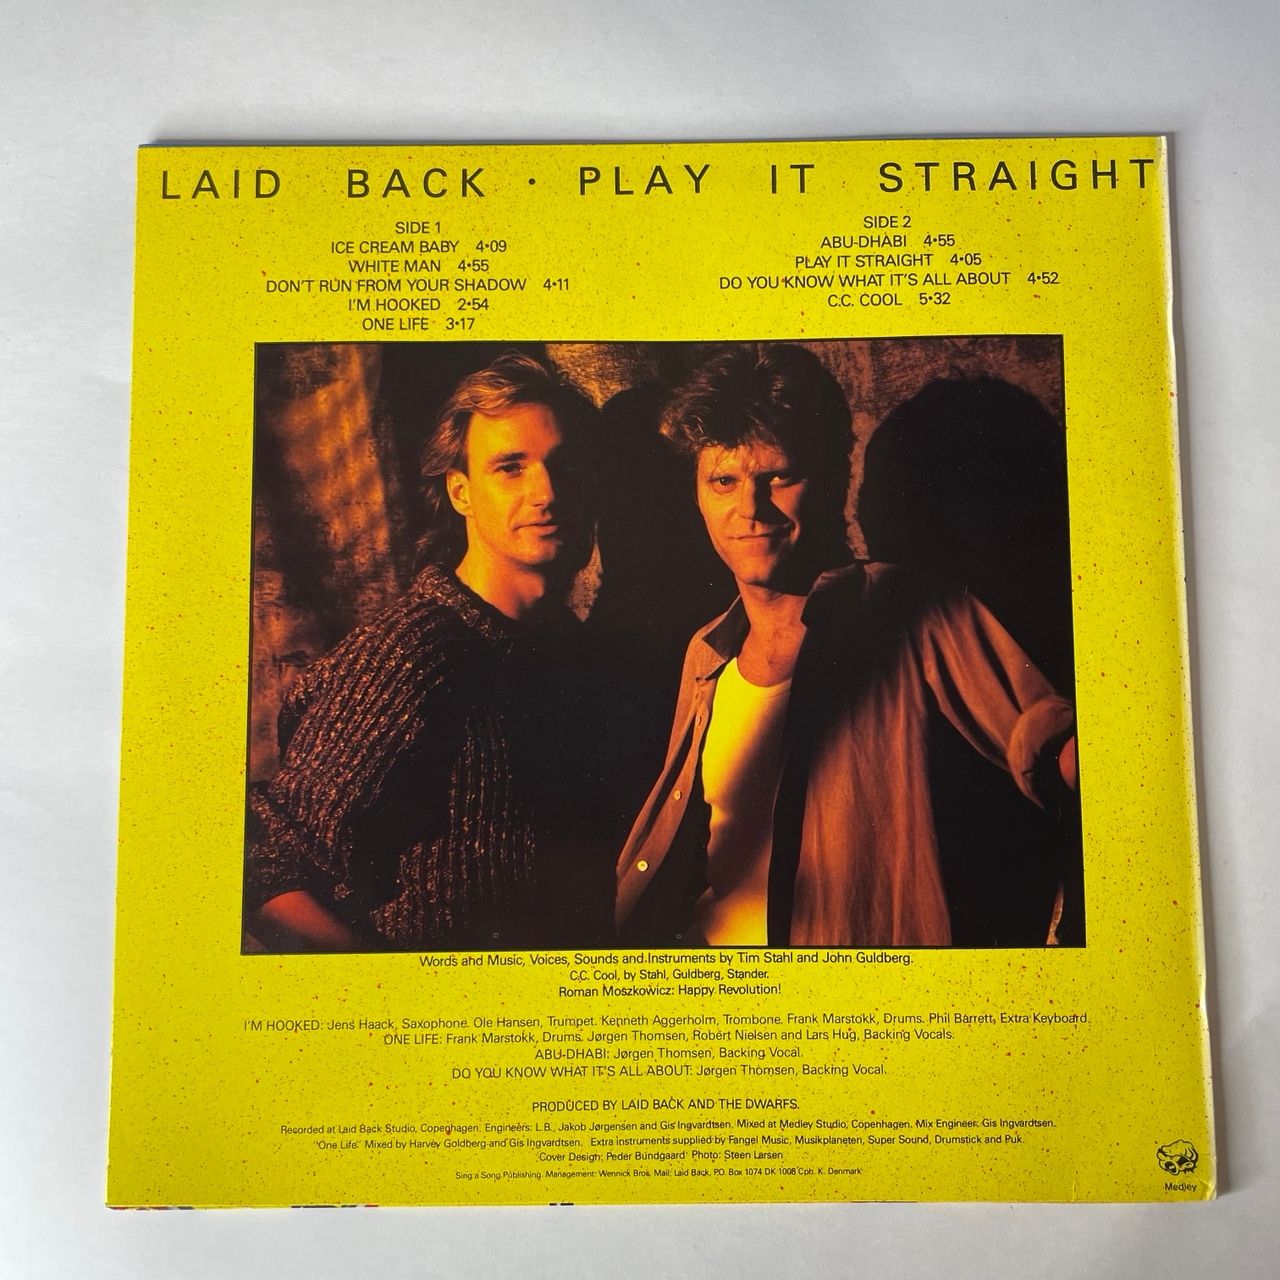 LAID BACK · PLAY IT STRAIGHT
SIDE 1
ICE CREAM BABY 4•09
WHITE MAN 4•55
DON'T RUN FROM YOUR SHADOW 4•11
I'M HOOKED 2•54
ONE LIFE 3•17
SIDE 2
ABU-DHABI 4•55
PLAY IT STRAIGHT 4•05
DO YOU KNOW WHAT IT'S ALL ABOUT 4•52
C.C. COOL 5•32
Words and Music, Voices, Sounds and Instruments by Tim Stahl and John Guldberg.
C.C. Cool, by Stahl, Guldberg, Stander.
Roman Moszkowicz: Happy Revolution!
I'M HOOKED: Jens Haack, Saxophone. Ole Hansen, Trumpet. Kenneth Aggerholm, Trombone. Frank Marstokk, Drums. Phil Barrett, Extra Keyboard.
ONE LIFE: Frank Marstokk, Drums. Jørgen Thomsen, Robert Nielsen and Lars Hug, Backing Vocals.
ABU-DHABI: Jørgen Thomsen, Backing Vocal.
DO YOU KNOW WHAT IT'S ALL ABOUT: Jørgen Thomsen, Backing Vocal.
PRODUCED BY LAID BACK AND THE DWARFS.
Recorded at Laid Back Studio, Copenhagen. Engineers: L.B., Jakob Jørgensen and Gis Ingvardtsen. Mixed at Medley Studio, Copenhagen. Mix Engineer: Gis Ingvardtsen.
"One Life." Mixed by Harvey Goldberg and Gis Ingvardtsen. Extra instruments supplied by Fangel Music, Musikplaneten, Super Sound, Drumstick and Puk.
Cover Design: Peder Bundgaard Photo: Steen Larsen
Sing a Song Publishing. Management: Wennick Bros. Mail: Laid Back, P.O. Box 1074 DK 1008 Cph. K. Denmark
Medley